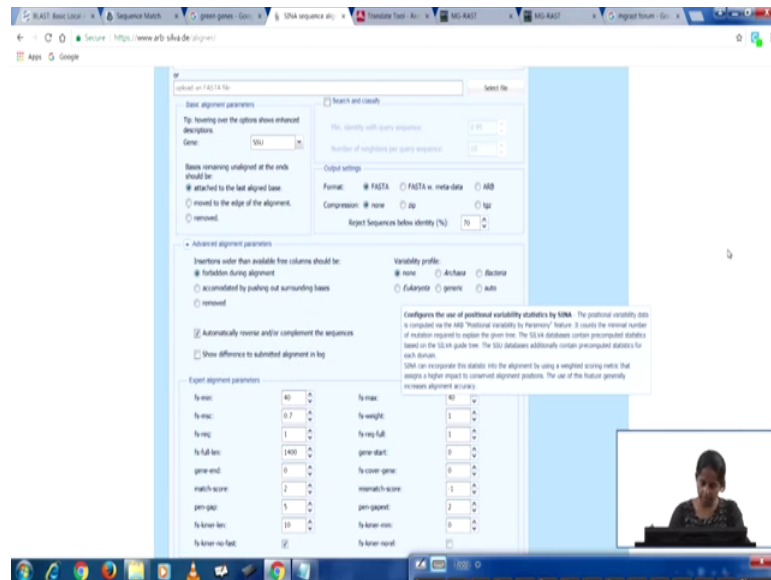 BLAST: Basic Local
Sequence Match
green genes - Goo
SINA sequence alig
Translate Tool
MG-RAST
MG-RAST
mgrast forum - Go
Secure
https://www.arb-silva.de/aligner/
Apps
Google
or
upload an FASTA file
Select file
Basic alignment parameters
Tip: hovering over the options shows enhanced
descriptions.
Gene:
SSU
Bases remaining unaligned at the ends
should be:
attached to the last aligned base.
moved to the edge of the alignment.
removed.
Search and classify
Min. identity with query sequence:
0.95
Number of neighbors per query sequence:
10
Output settings
Format:
FASTA
FASTA w. meta-data
ARB
Compression:
none
zip
tgz
Reject Sequences below identity (%):
70
Advanced alignment parameters
Insertions wider than available free columns should be:
forbidden during alignment
accomodated by pushing out surrounding bases
removed
Automatically reverse and/or complement the sequences
Show difference to submitted alignment in log
Variability profile:
none
Archaea
Bacteria
Eukaryota
generic
auto
Configures the use of positional variability statistics by SINA - The positional variability data
is computed via the ARB "Positional Variability by Parsimony" feature. It counts the minimal number
of mutation required to explain the given tree. The SILVA databases contain precomputed statistics
based on the SILVA guide tree. The SSU databases additionally contain precomputed statistics for
each domain.
SINA can incorporate this statistic into the alignment by using a weighted scoring metric that
assigns a higher impact to conserved alignment positions. The use of this feature generally
increases alignment accuracy.
Expert alignment parameters
fs-min:
40
fs-max:
40
fs-msc:
0.7
fs-weight:
1
fs-req:
1
fs-req-full:
1
fs-full-len:
1400
gene-start:
0
gene-end:
0
fs-cover-gene:
0
match-score:
2
mismatch-score:
-1
pen-gap:
5
pen-gapext:
2
fs-kmer-len:
10
fs-kmer-mm:
0
fs-kmer-no-fast:
fs-kmer-norel: